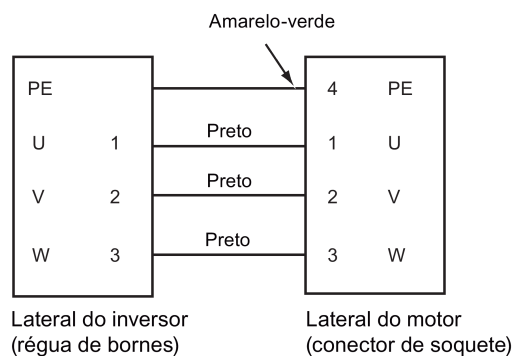 Amarelo-verde
PE 4 PE
Preto
U 1 1 U
Preto
V 2 2 V
Preto
W 3 3 W
Lateral do inversor
(régua de bornes)
Lateral do motor
(conector de soquete)